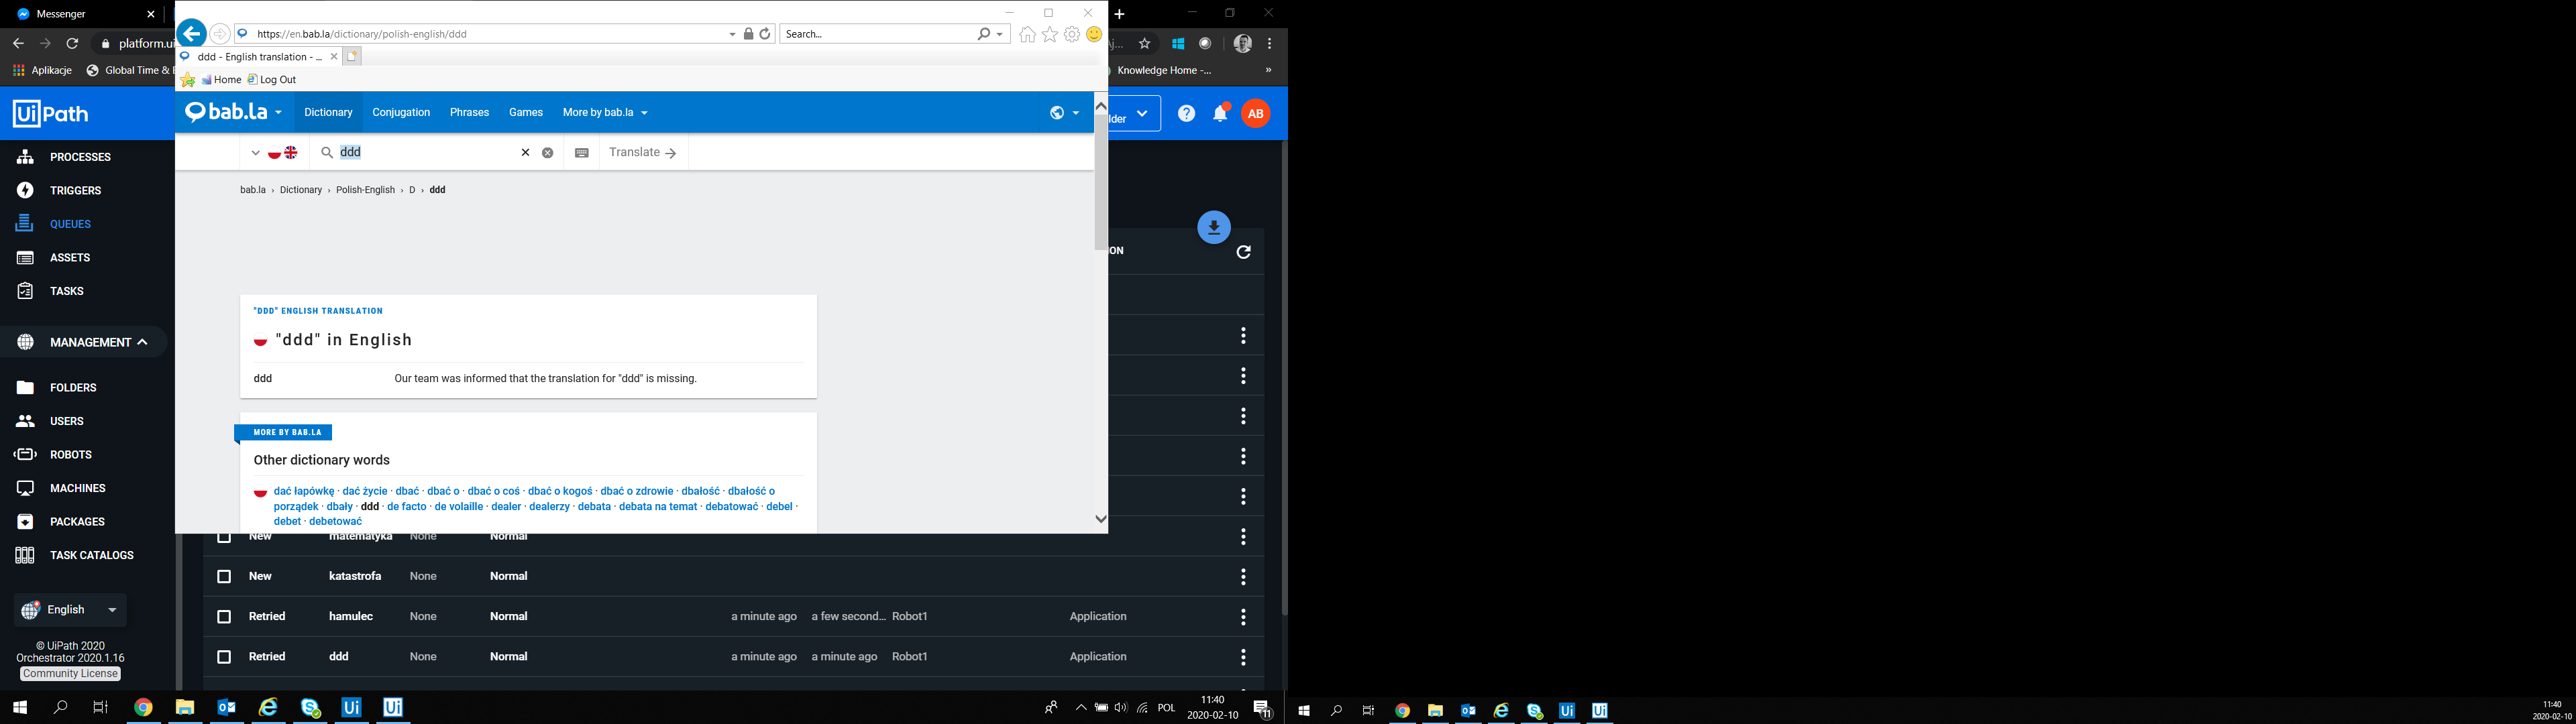 Messenger
platform.ui
Aplikacje
Global Time &
https://en.bab.la/dictionary/polish-english/ddd
Search...
ddd - English translation - ...
Home
Log Out
Knowledge Home -...
»
UiPath
bab.la
Dictionary
Conjugation
Phrases
Games
More by bab.la
lder
AB
ddd
Translate
bab.la › Dictionary › Polish-English › D › ddd
PROCESSES
TRIGGERS
QUEUES
ASSETS
TASKS
MANAGEMENT
FOLDERS
USERS
ROBOTS
MACHINES
PACKAGES
TASK CATALOGS
English
© UiPath 2020
Orchestrator 2020.1.16
Community License
ION
"DDD" ENGLISH TRANSLATION
"ddd" in English
ddd Our team was informed that the translation for "ddd" is missing.
MORE BY BAB.LA
Other dictionary words
dać łapówkę · dać życie · dbać · dbać o · dbać o coś · dbać o kogoś · dbać o zdrowie · dbałość · dbałość o
porządek · dbały · ddd · de facto · de volaille · dealer · dealerzy · debata · debata na temat · debatować · debel ·
debet · debetować
New matematyka None Normal
New katastrofa None Normal
Retried hamulec None Normal a minute ago a few second... Robot1 Application
Retried ddd None Normal a minute ago a minute ago Robot1 Application
POL
11:40
2020-02-10
11
11:40
2020-02-10